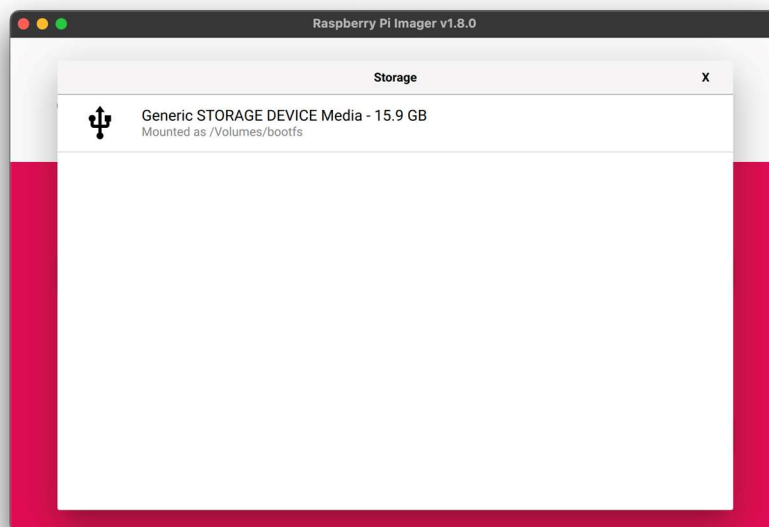 Raspberry Pi Imager v1.8.0
Storage X
Generic STORAGE DEVICE Media - 15.9 GB
Mounted as /Volumes/bootfs